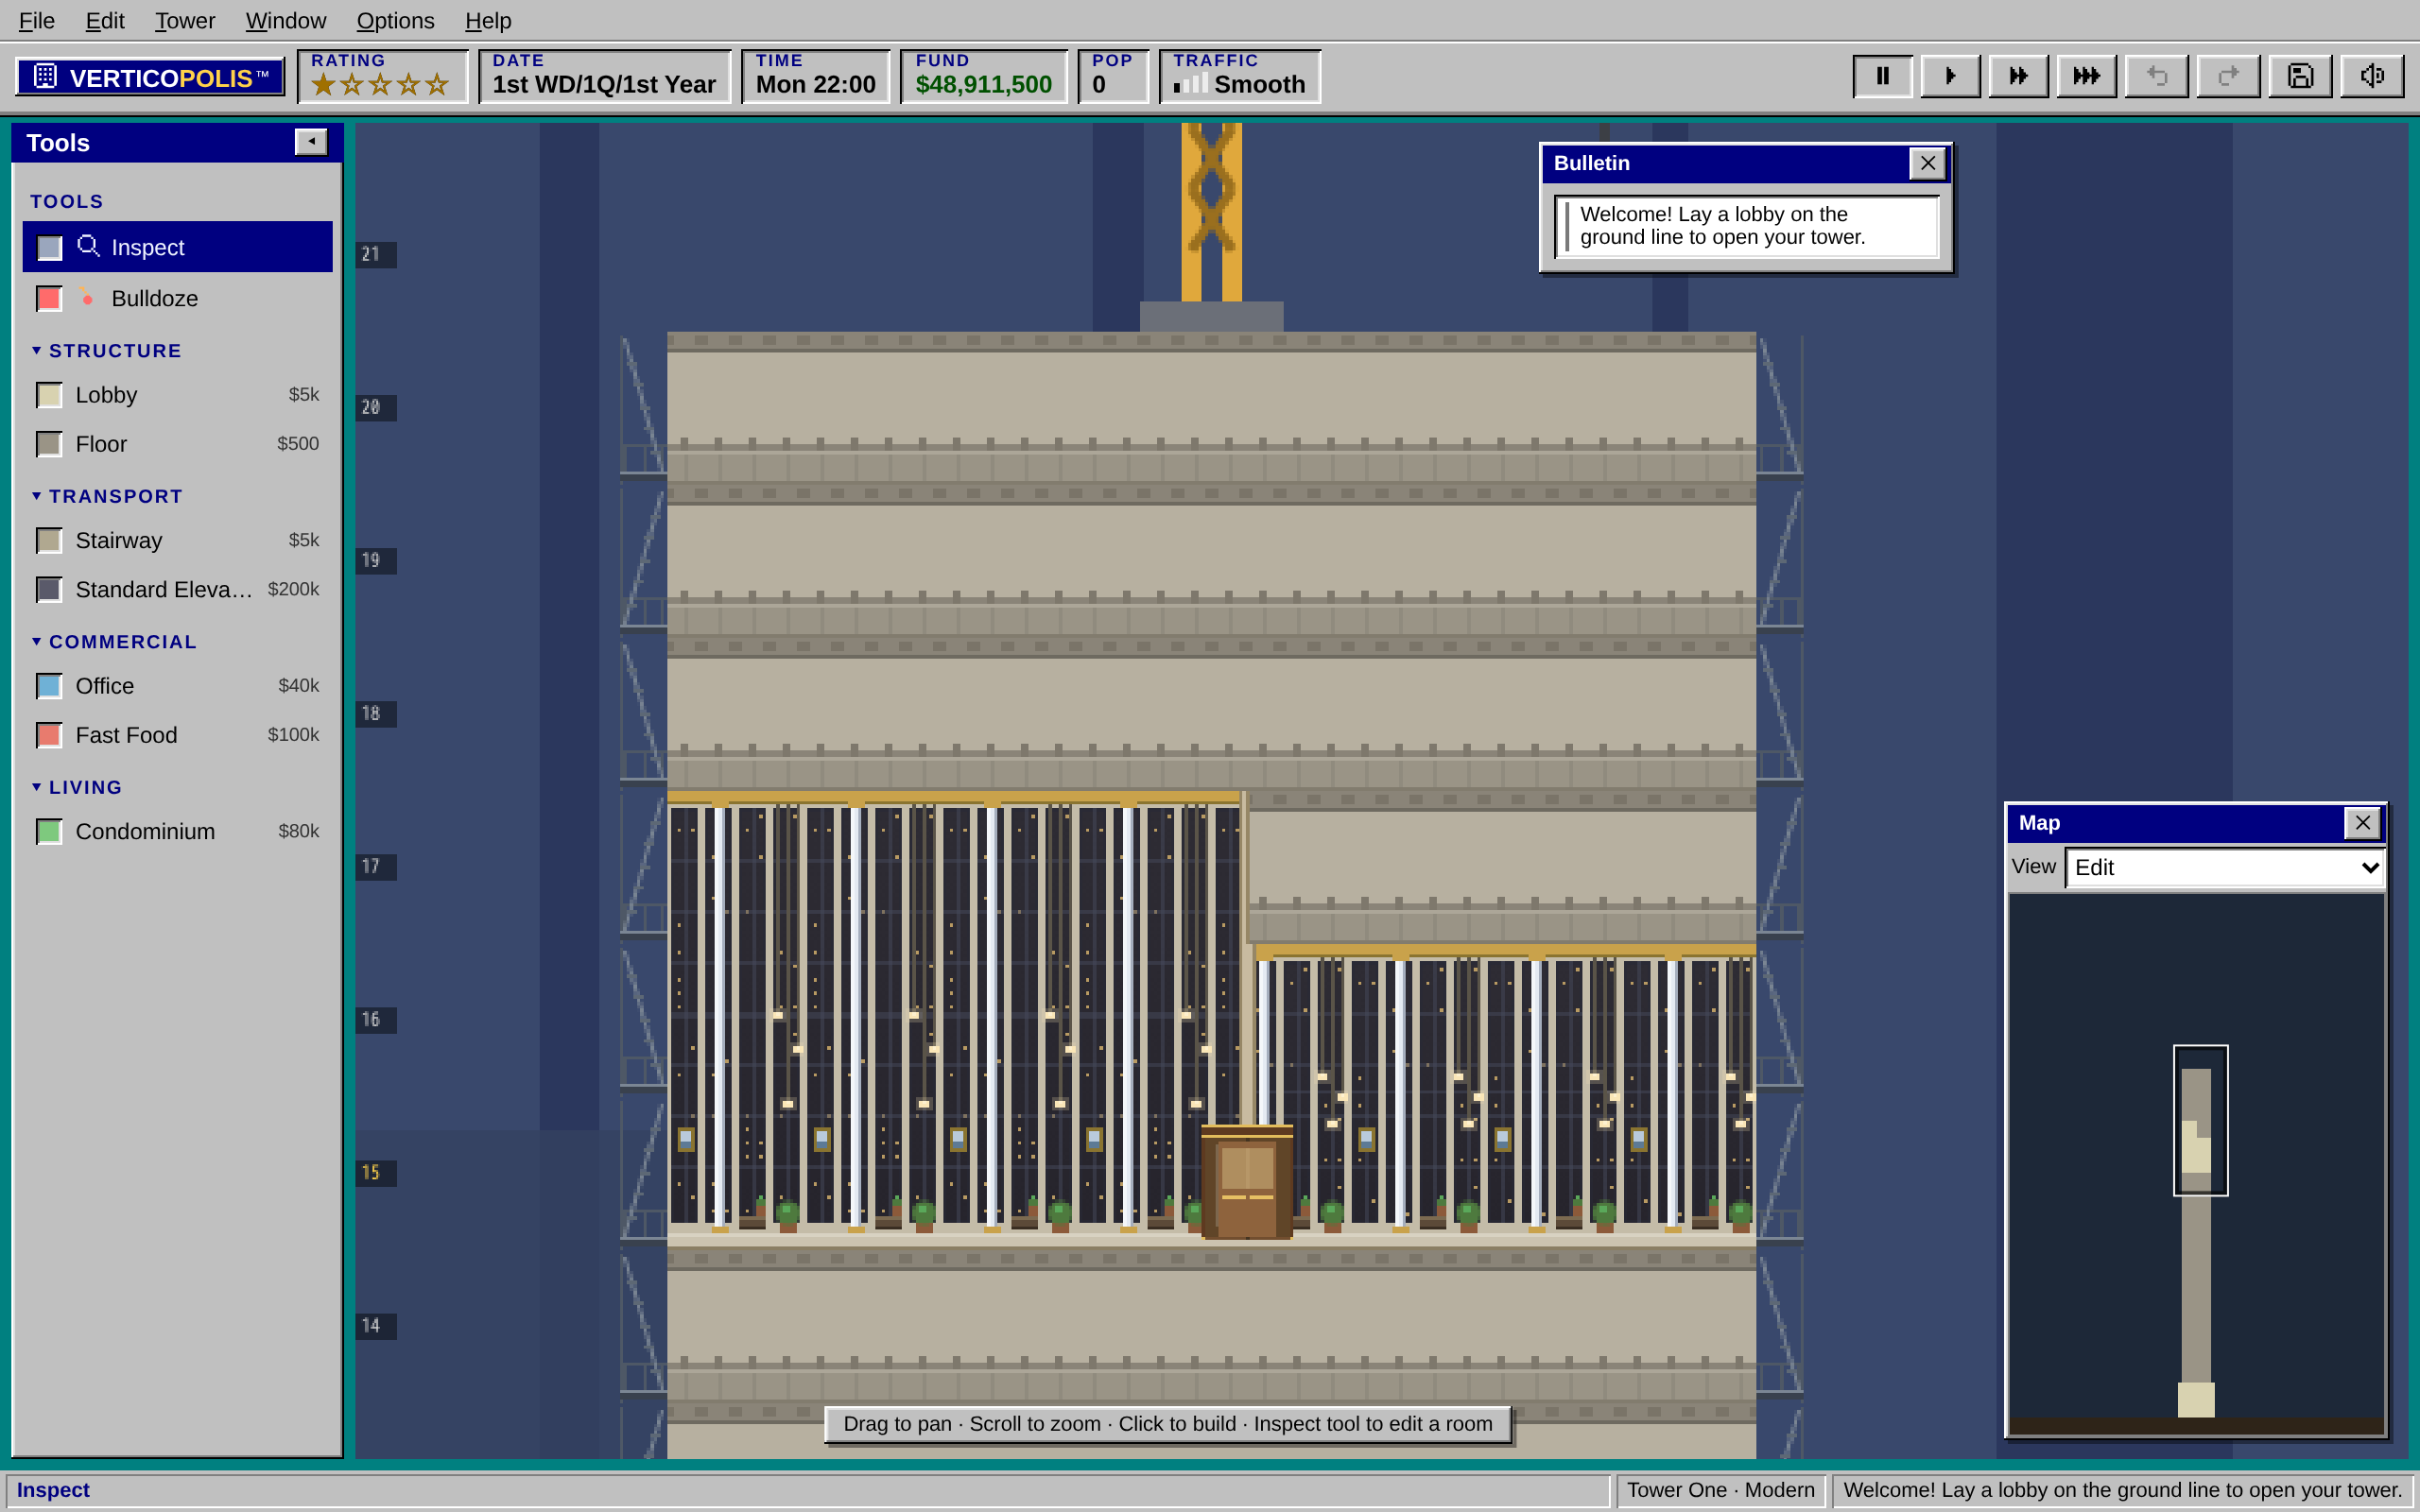 File Edit Tower Window Options Help
VERTICOPOLIS™
RATING
DATE
1st WD/1Q/1st Year
TIME
Mon 22:00
FUND
$48,911,500
POP
0
TRAFFIC
Smooth
Tools
TOOLS
Inspect
Bulldoze
STRUCTURE
Lobby $5k
Floor $500
TRANSPORT
Stairway $5k
Standard Eleva… $200k
COMMERCIAL
Office $40k
Fast Food $100k
LIVING
Condominium $80k
21
20
19
18
17
16
15
14
Bulletin
Welcome! Lay a lobby on the
ground line to open your tower.
Map
View Edit
Drag to pan · Scroll to zoom · Click to build · Inspect tool to edit a room
Inspect
Tower One · Modern
Welcome! Lay a lobby on the ground line to open your tower.